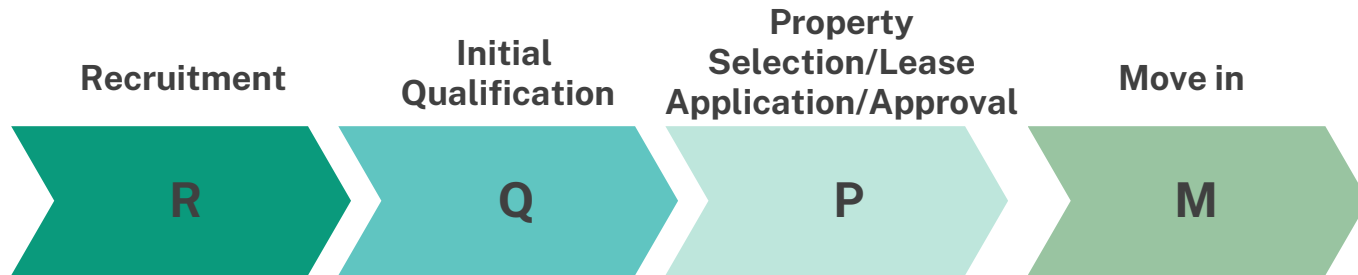 Recruitment
Initial
Qualification
Property
Selection/Lease
Application/Approval
Move in
R
Q
P
M